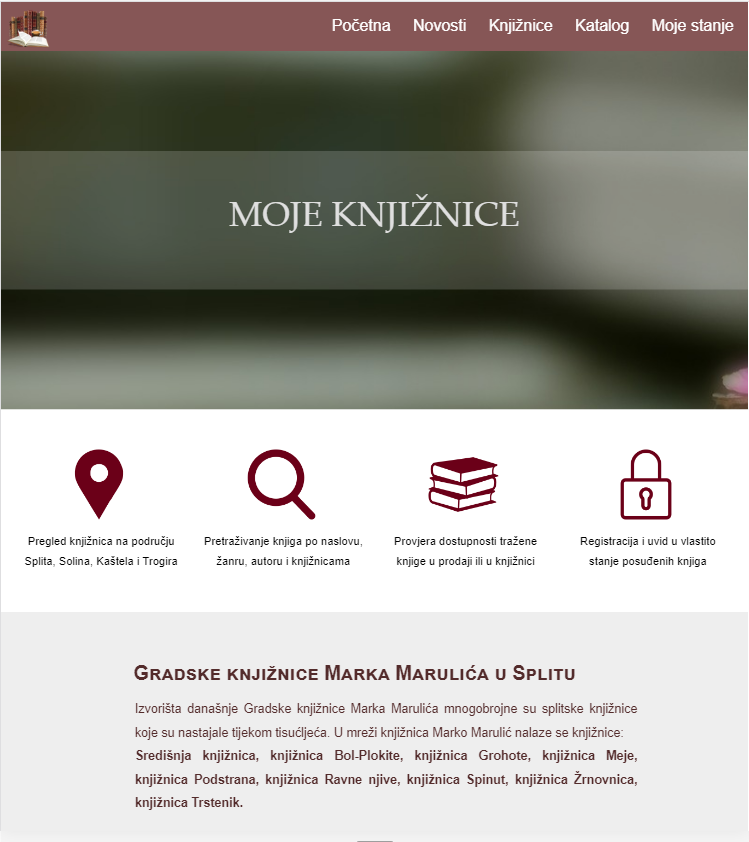 Početna Novosti Knjižnice Katalog Moje stanje
MOJE KNJIŽNICE
Pregled knjižnica na području
Splita, Solina, Kaštela i Trogira
Pretraživanje knjiga po naslovu,
žanru, autoru i knjižnicama
Provjera dostupnosti tražene
knjige u prodaji ili u knjižnici
Registracija i uvid u vlastito
stanje posuđenih knjiga
Gradske knjižnice Marka Marulića u Splitu
Izvorišta današnje Gradske knjižnice Marka Marulića mnogobrojne su splitske knjižnice
koje su nastajale tijekom tisućljeća. U mreži knjižnica Marko Marulić nalaze se knjižnice:
Središnja knjižnica, knjižnica Bol-Plokite, knjižnica Grohote, knjižnica Meje,
knjižnica Podstrana, knjižnica Ravne njive, knjižnica Spinut, knjižnica Žrnovnica,
knjižnica Trstenik.